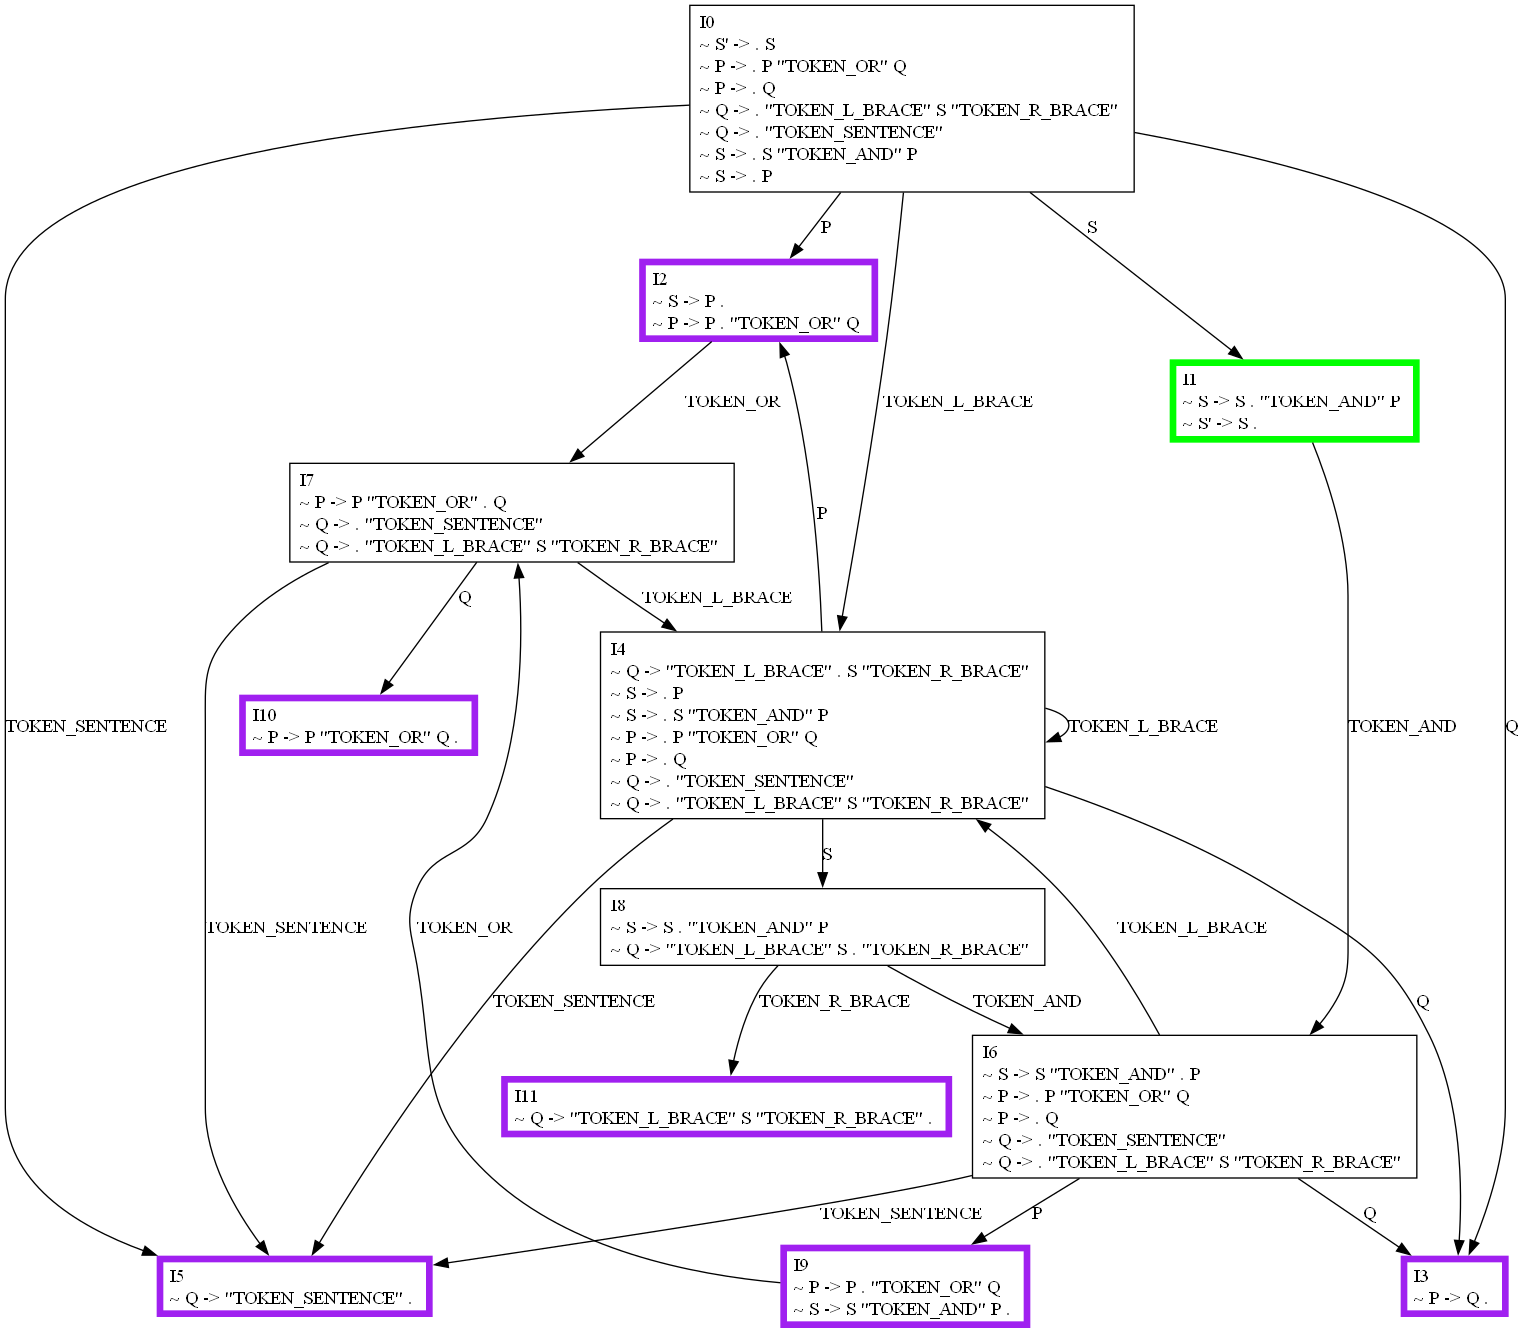 I0
~ S' -> . S
~ P -> . P "TOKEN_OR" Q
~ P -> . Q
~ Q -> . "TOKEN_L_BRACE" S "TOKEN_R_BRACE"
~ Q -> . "TOKEN_SENTENCE"
~ S -> . S "TOKEN_AND" P
~ S -> . P
P
S
I2
~ S -> P .
~ P -> P . "TOKEN_OR" Q
I1
~ S -> S . "TOKEN_AND" P
~ S' -> S .
TOKEN_OR
TOKEN_L_BRACE
I7
~ P -> P "TOKEN_OR" . Q
~ Q -> . "TOKEN_SENTENCE"
~ Q -> . "TOKEN_L_BRACE" S "TOKEN_R_BRACE"
P
Q
TOKEN_L_BRACE
I4
~ Q -> "TOKEN_L_BRACE" . S "TOKEN_R_BRACE"
~ S -> . P
~ S -> . S "TOKEN_AND" P
~ P -> . P "TOKEN_OR" Q
~ P -> . Q
~ Q -> . "TOKEN_SENTENCE"
~ Q -> . "TOKEN_L_BRACE" S "TOKEN_R_BRACE"
I10
~ P -> P "TOKEN_OR" Q .
TOKEN_SENTENCE
TOKEN_L_BRACE
TOKEN_AND
Q
S
I8
~ S -> S . "TOKEN_AND" P
~ Q -> "TOKEN_L_BRACE" S . "TOKEN_R_BRACE"
TOKEN_SENTENCE
TOKEN_OR
TOKEN_L_BRACE
TOKEN_SENTENCE
TOKEN_R_BRACE
TOKEN_AND
Q
I6
~ S -> S "TOKEN_AND" . P
~ P -> . P "TOKEN_OR" Q
~ P -> . Q
~ Q -> . "TOKEN_SENTENCE"
~ Q -> . "TOKEN_L_BRACE" S "TOKEN_R_BRACE"
I11
~ Q -> "TOKEN_L_BRACE" S "TOKEN_R_BRACE" .
TOKEN_SENTENCE
P
Q
I5
~ Q -> "TOKEN_SENTENCE" .
I9
~ P -> P . "TOKEN_OR" Q
~ S -> S "TOKEN_AND" P .
I3
~ P -> Q .